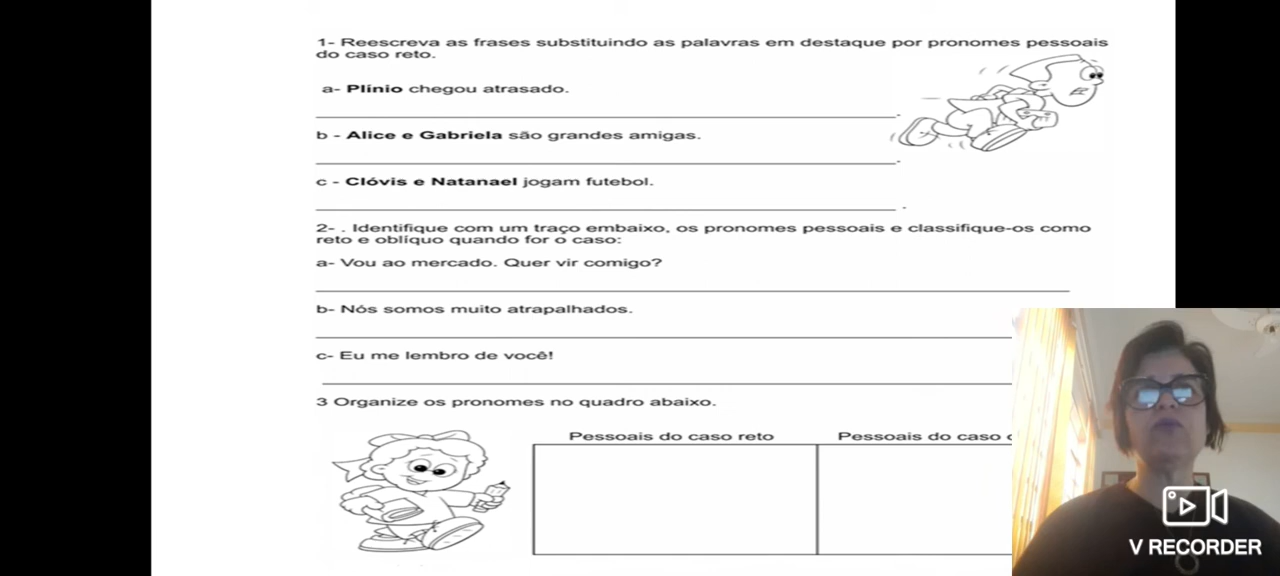 1- Reescreva as frases substituindo as palavras em destaque por pronomes pessoais
do caso reto.
a- Plínio chegou atrasado.
b - Alice e Gabriela são grandes amigas.
c - Clóvis e Natanael jogam futebol.
2- . Identifique com um traço embaixo, os pronomes pessoais e classifique-os como
reto e oblíquo quando for o caso:
a- Vou ao mercado. Quer vir comigo?
b- Nós somos muito atrapalhados.
c- Eu me lembro de você!
3 Organize os pronomes no quadro abaixo.
Pessoais do caso reto Pessoais do caso
V RECORDER